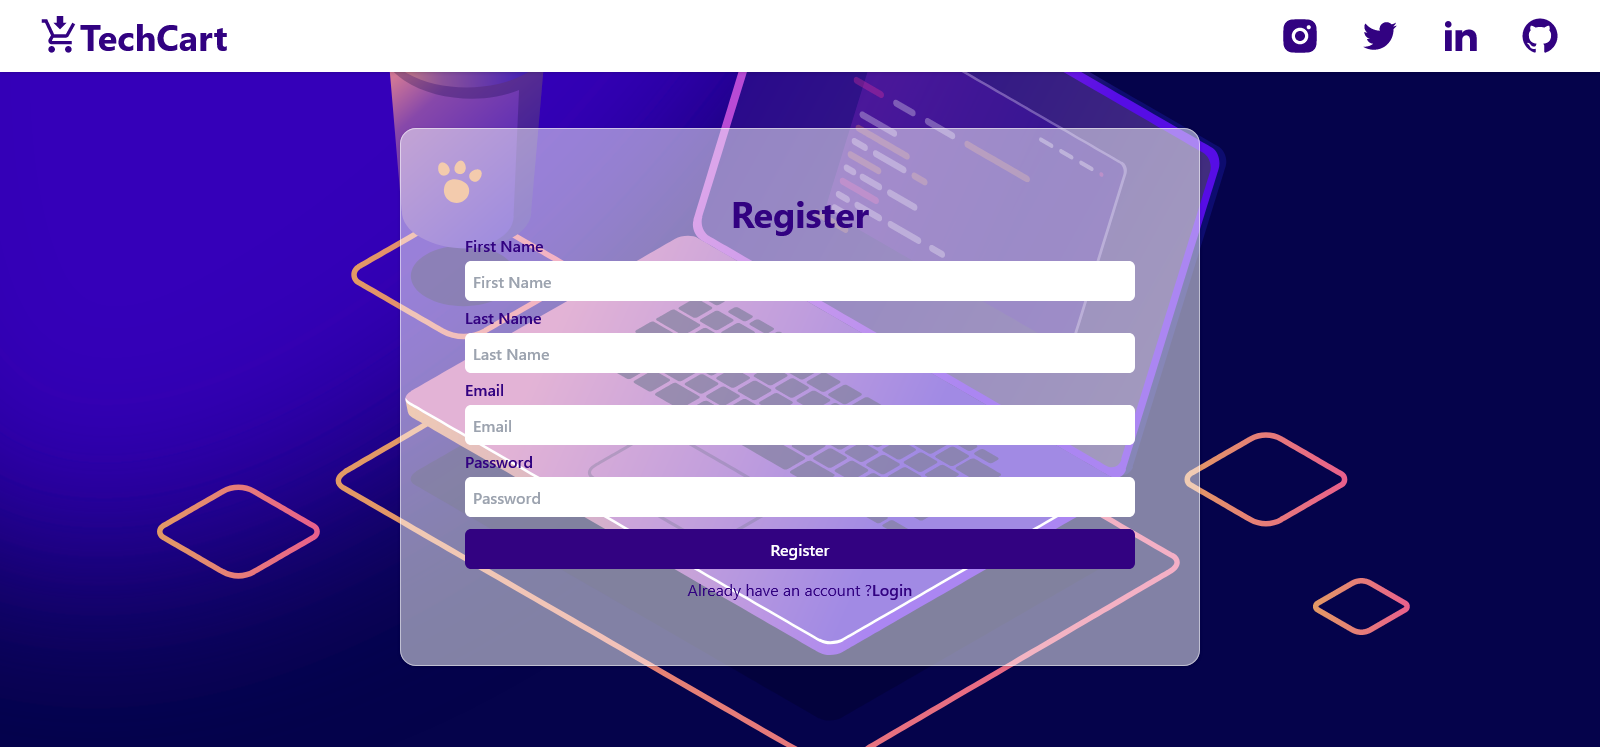 TechCart
Register
First Name
First Name
Last Name
Last Name
Email
Email
Password
Password
Register
Already have an account ?Login